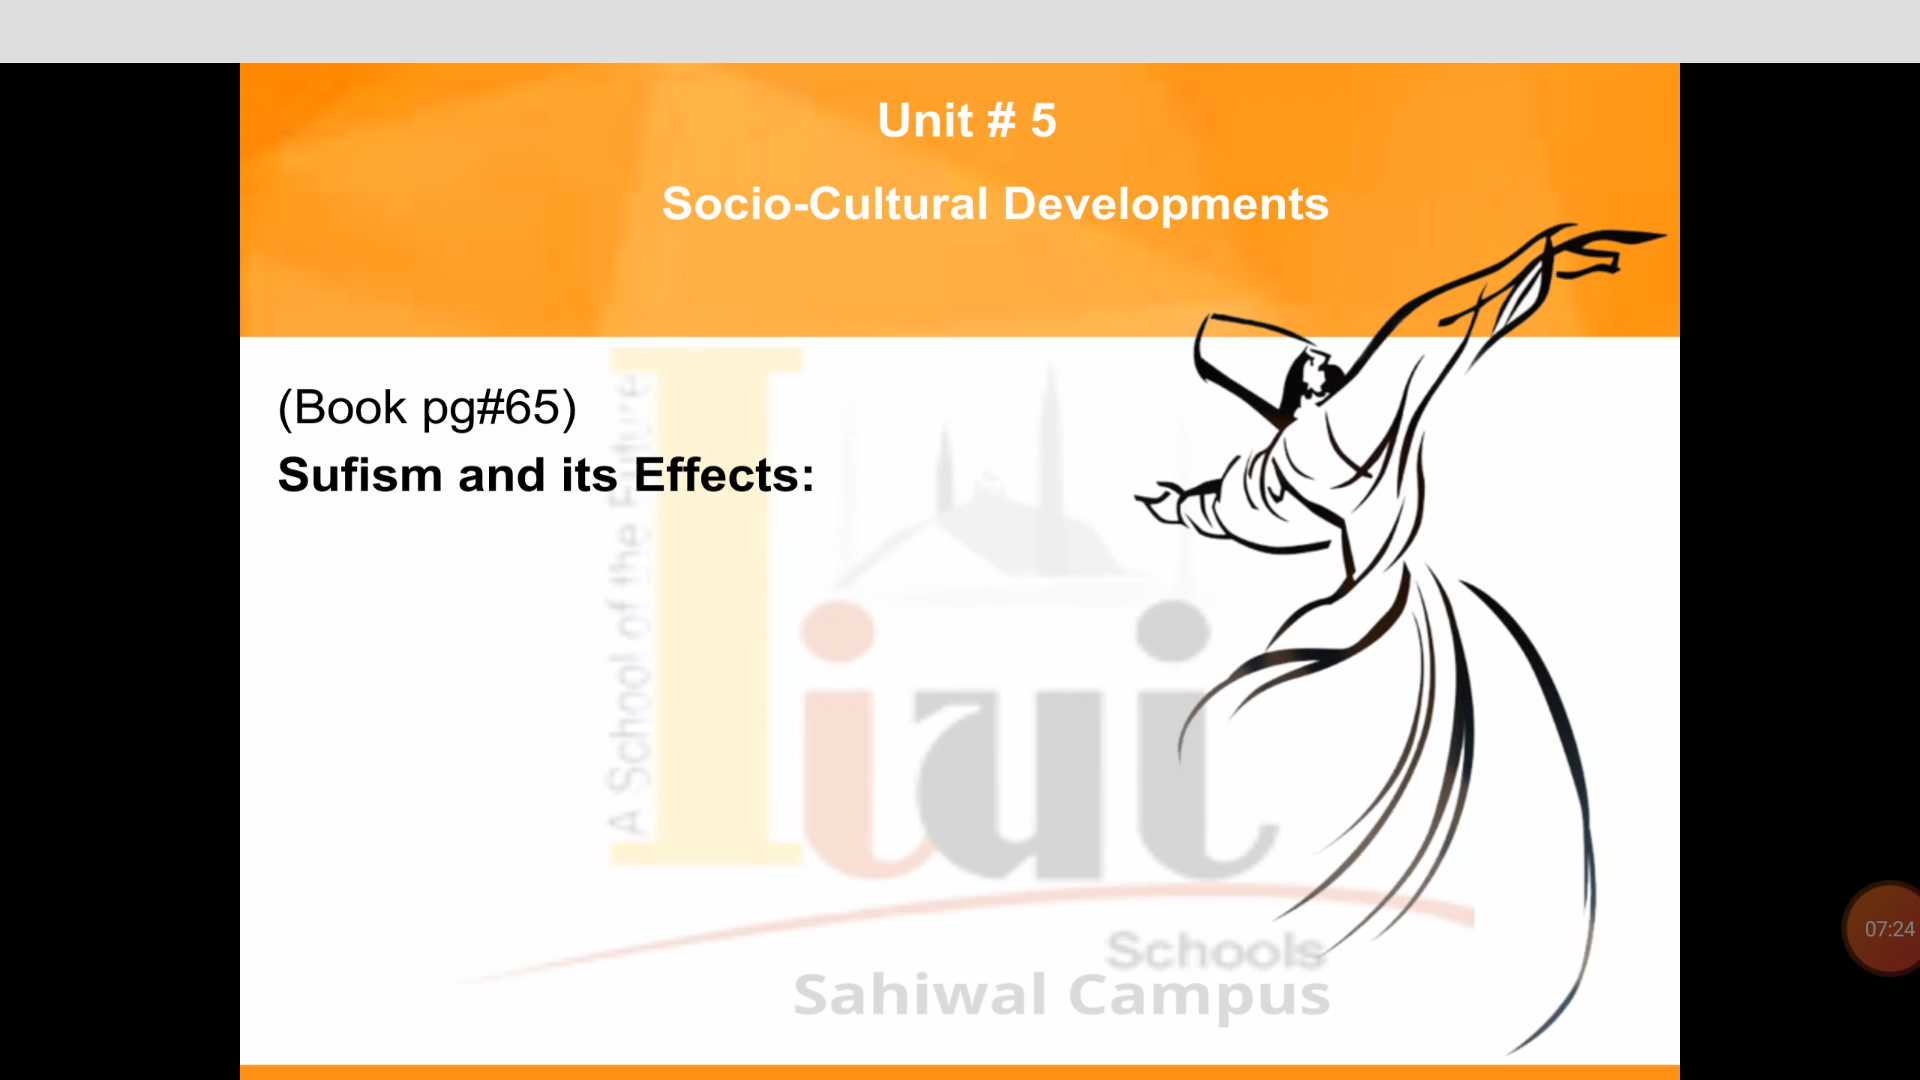 Unit # 5
Socio-Cultural Developments
(Book pg#65)
Sufism and its Effects:
A School of the Future
Iiui
Schools
Sahiwal Campus
07:24